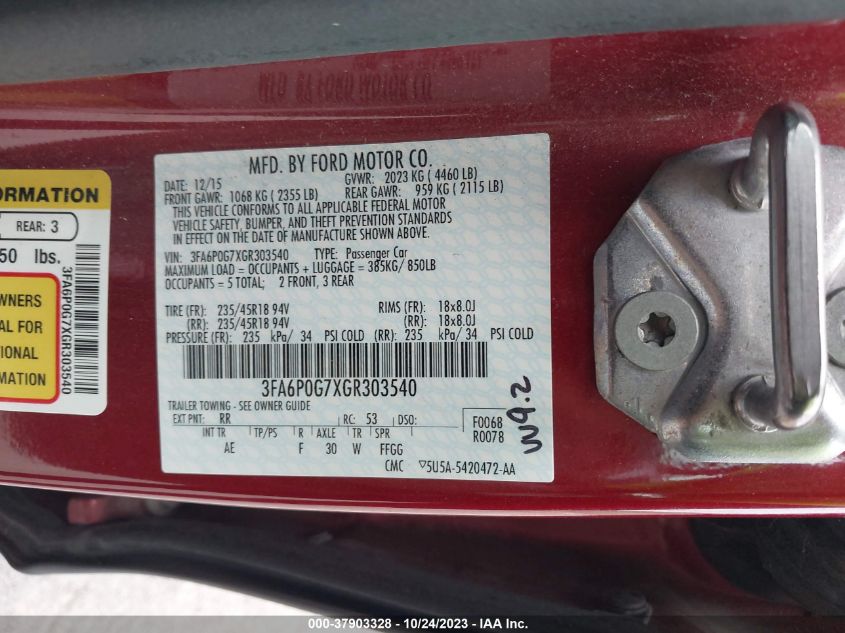 MFD. BY FORD MOTOR CO.
MFD. BY FORD MOTOR CO.
DATE: 12/15 GVWR: 2023 KG ( 4460 LB)
FRONT GAWR: 1068 KG ( 2355 LB) REAR GAWR: 959 KG ( 2115 LB)
THIS VEHICLE CONFORMS TO ALL APPLICABLE FEDERAL MOTOR
VEHICLE SAFETY, BUMPER, AND THEFT PREVENTION STANDARDS
IN EFFECT ON THE DATE OF MANUFACTURE SHOWN ABOVE.
VIN: 3FA6P0G7XGR303540 TYPE: Passenger Car
MAXIMUM LOAD = OCCUPANTS + LUGGAGE = 385KG/ 850LB
OCCUPANTS = 5 TOTAL; 2 FRONT, 3 REAR
TIRE (FR): 235/45R18 94V RIMS (FR): 18x8.0J
(RR): 235/45R18 94V (RR): 18x8.0J
PRESSURE (FR): 235 kPa/ 34 PSI COLD (RR): 235 kPa/ 34 PSI COLD
3FA6P0G7XGR303540
TRAILER TOWING - SEE OWNER GUIDE
EXT PNT: RR RC: 53 DSO: F0068
R0078
INT TR TP/PS R AXLE TR SPR
AE F 30 W FFGG
CMC ▽5U5A-5420472-AA
W9.2
ORMATION
REAR: 3
50 lbs.
WNERS
AL FOR
TIONAL
RMATION
3FA6P0G7XGR303540
000-37903328 - 10/24/2023 - IAA Inc.